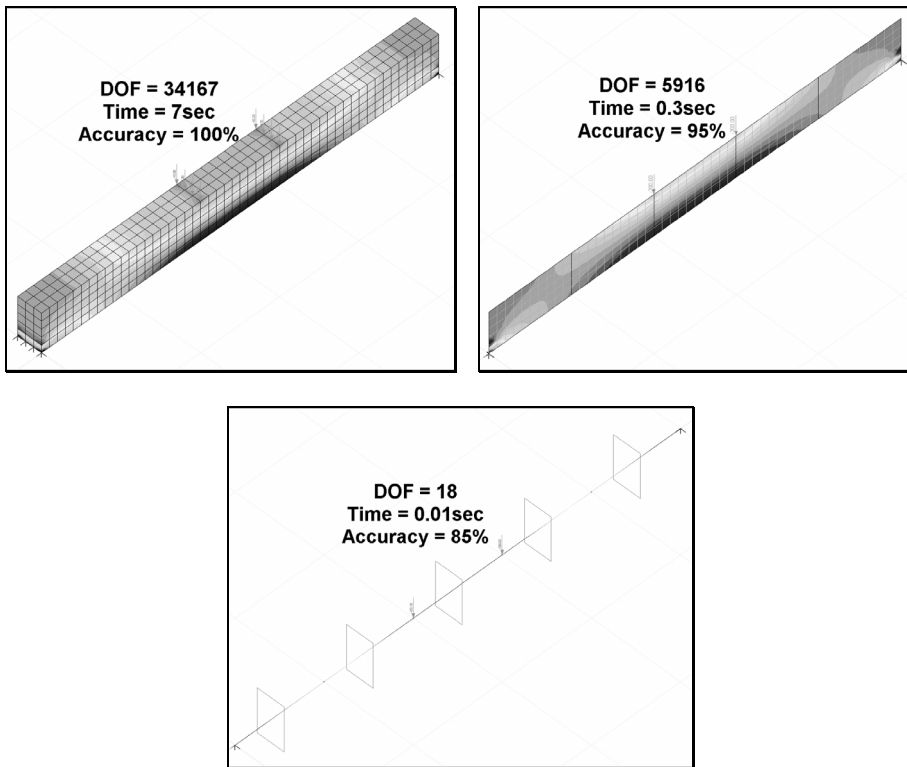 DOF = 34167
Time = 7sec
Accuracy = 100%
DOF = 5916
Time = 0.3sec
Accuracy = 95%
DOF = 18
Time = 0.01sec
Accuracy = 85%